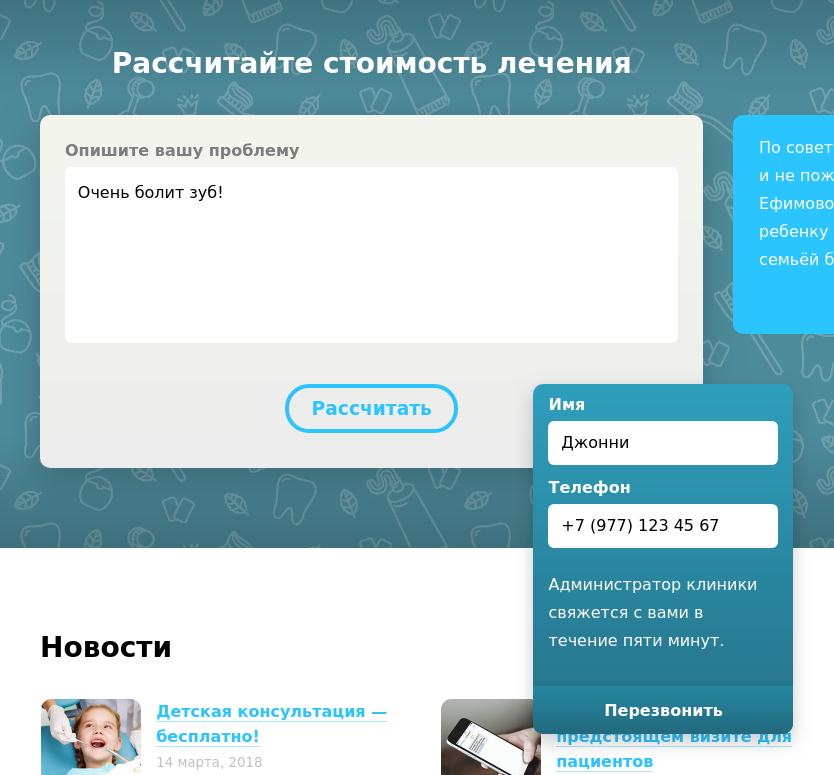 Рассчитайте стоимость лечения
Опишите вашу проблему
Очень болит зуб!
Рассчитать
По совет
и не пож
Ефимово
ребенку
семьёй б
Имя
Джонни
Телефон
+7 (977) 123 45 67
Администратор клиники
свяжется с вами в
течение пяти минут.
Перезвонить
Новости
Детская консультация —
бесплатно!
14 марта, 2018
предстоящем визите для
пациентов